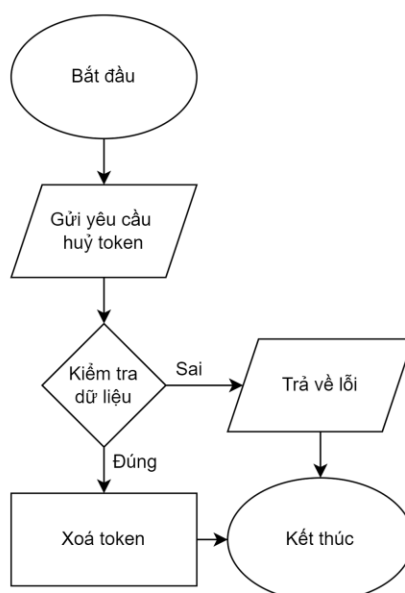 Bắt đầu
Gửi yêu cầu
huỷ token
Kiểm tra
dữ liệu
Sai
Trả về lỗi
Đúng
Xoá token
Kết thúc